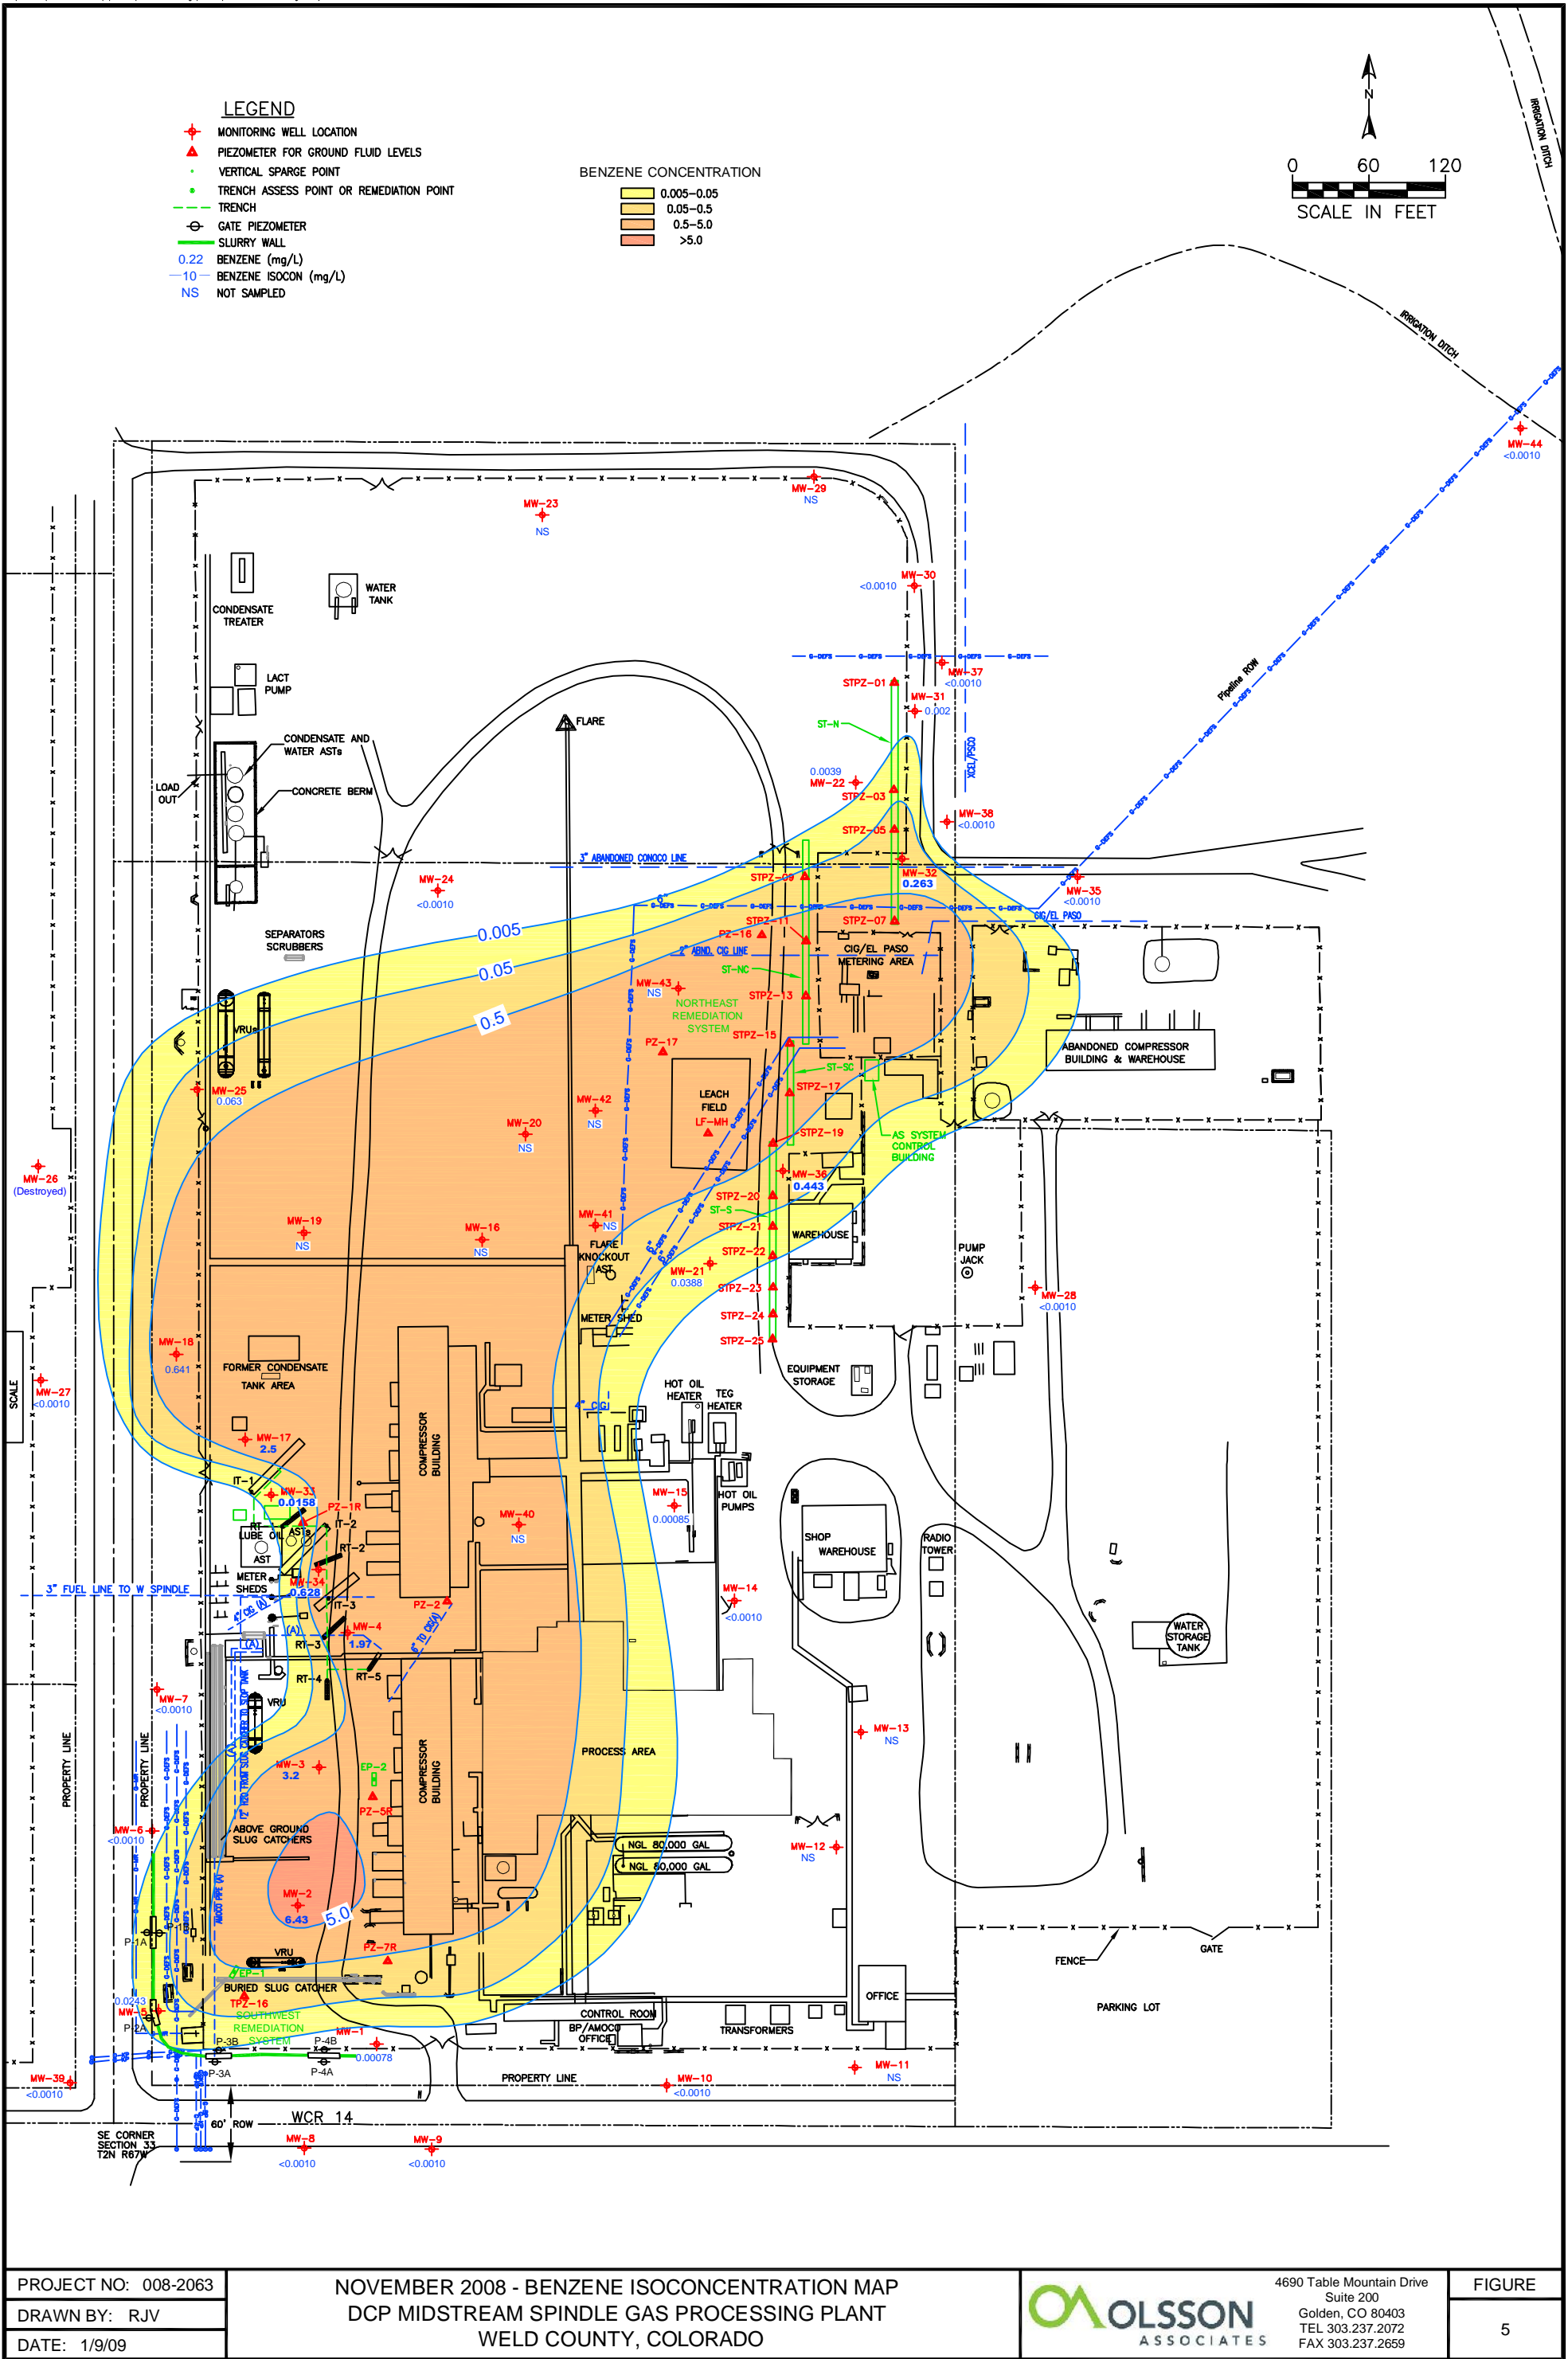 LEGEND
MONITORING WELL LOCATION
PIEZOMETER FOR GROUND FLUID LEVELS
VERTICAL SPARGE POINT
TRENCH ASSESS POINT OR REMEDIATION POINT
TRENCH
GATE PIEZOMETER
SLURRY WALL
0.22 BENZENE (mg/L)
10 BENZENE ISOCON (mg/L)
NS NOT SAMPLED
BENZENE CONCENTRATION
0.005-0.05
0.05-0.5
0.5-5.0
>5.0
N
0 60 120
SCALE IN FEET
IRRIGATION DITCH
IRRIGATION DITCH
MW-44
<0.0010
MW-29
NS
MW-23
NS
MW-30
<0.0010
CONDENSATE
TREATER
WATER
TANK
G-DEFS
MW-37
<0.0010
STPZ-01
MW-31
0.002
ST-N
Pipeline ROW
LACT
PUMP
FLARE
CONDENSATE AND
WATER ASTs
XCEL/PSCO
LOAD
OUT
CONCRETE BERM
0.0039
MW-22
STPZ-03
STPZ-05
MW-38
<0.0010
3" ABANDONED CONOCO LINE
MW-24
<0.0010
STPZ-09
MW-32
0.263
MW-35
<0.0010
6"
STPZ-11
STPZ-07
CIG/EL PASO
0.005
SEPARATORS
SCRUBBERS
PZ-16
2" ABND. CIG LINE
CIG/EL PASO
METERING AREA
0.05
ST-NC
MW-43
NS
STPZ-13
NORTHEAST
REMEDIATION
SYSTEM
0.5
VRUs
STPZ-15
PZ-17
ABANDONED COMPRESSOR
BUILDING & WAREHOUSE
ST-SC
MW-25
0.063
LEACH
FIELD
STPZ-17
MW-42
NS
MW-20
NS
LF-MH
STPZ-19
AS SYSTEM
CONTROL
BUILDING
MW-26
(Destroyed)
MW-36
0.443
STPZ-20
ST-S
MW-19
NS
MW-16
NS
MW-41
NS
STPZ-21
WAREHOUSE
FLARE
KNOCKOUT
AST
6"
6"
STPZ-22
PUMP
JACK
MW-21
0.0388
STPZ-23
MW-28
<0.0010
METER SHED
STPZ-24
STPZ-25
MW-18
0.641
FORMER CONDENSATE
TANK AREA
SCALE
MW-27
<0.0010
EQUIPMENT
STORAGE
HOT OIL
HEATER
TEG
HEATER
4" CIG
MW-17
2.5
COMPRESSOR
BUILDING
IT-1
MW-33
0.0158
PZ-1R
HOT OIL
PUMPS
MW-15
0.00085
MW-40
NS
IT-2
LUBE OIL
ASTs
AST
RT-2
SHOP
WAREHOUSE
RADIO
TOWER
METER
SHEDS
MW-34
0.628
3" FUEL LINE TO W SPINDLE
MW-14
<0.0010
4" CIG (A)
IT-3
PZ-2
(A)
(A)
RT-3
MW-4
1.97
6" TO CIG(A)
WATER
STORAGE
TANK
RT-4
RT-5
MW-7
<0.0010
VRU
MW-13
NS
PROPERTY LINE
PROPERTY LINE
PROCESS AREA
MW-3
3.2
EP-2
PZ-5R
COMPRESSOR
BUILDING
MW-6
<0.0010
ABOVE GROUND
SLUG CATCHERS
NGL 80,000 GAL
NGL 80,000 GAL
MW-12
NS
MW-2
6.43
5.0
AMOCO PIPE (A)
P-1A
PZ-7R
FENCE
GATE
VRU
EP-1
BURIED SLUG CATCHER
OFFICE
PARKING LOT
0.0243
MW-5
TPZ-16
P-2A
SOUTHWEST
REMEDIATION
SYSTEM
CONTROL ROOM
BP/AMOCO
OFFICE
TRANSFORMERS
P-3B
P-4B
MW-1
0.00078
P-3A
P-4A
MW-11
NS
MW-39
<0.0010
PROPERTY LINE
MW-10
<0.0010
60' ROW
WCR 14
SE CORNER
SECTION 33
T2N R67W
MW-8
<0.0010
MW-9
<0.0010
PROJECT NO: 008-2063
DRAWN BY: RJV
DATE: 1/9/09
NOVEMBER 2008 - BENZENE ISOCONCENTRATION MAP
DCP MIDSTREAM SPINDLE GAS PROCESSING PLANT
WELD COUNTY, COLORADO
OLSSON
ASSOCIATES
4690 Table Mountain Drive
Suite 200
Golden, CO 80403
TEL 303.237.2072
FAX 303.237.2659
FIGURE
5